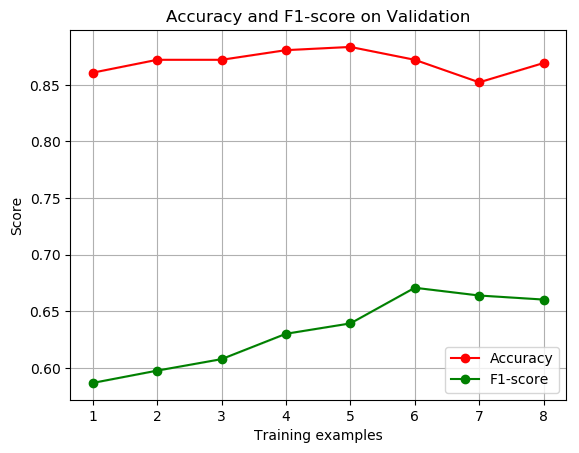 Accuracy and F1-score on Validation
Score
0.85
0.80
0.75
0.70
0.65
0.60
1 2 3 4 5 6 7 8
Training examples
Accuracy
F1-score